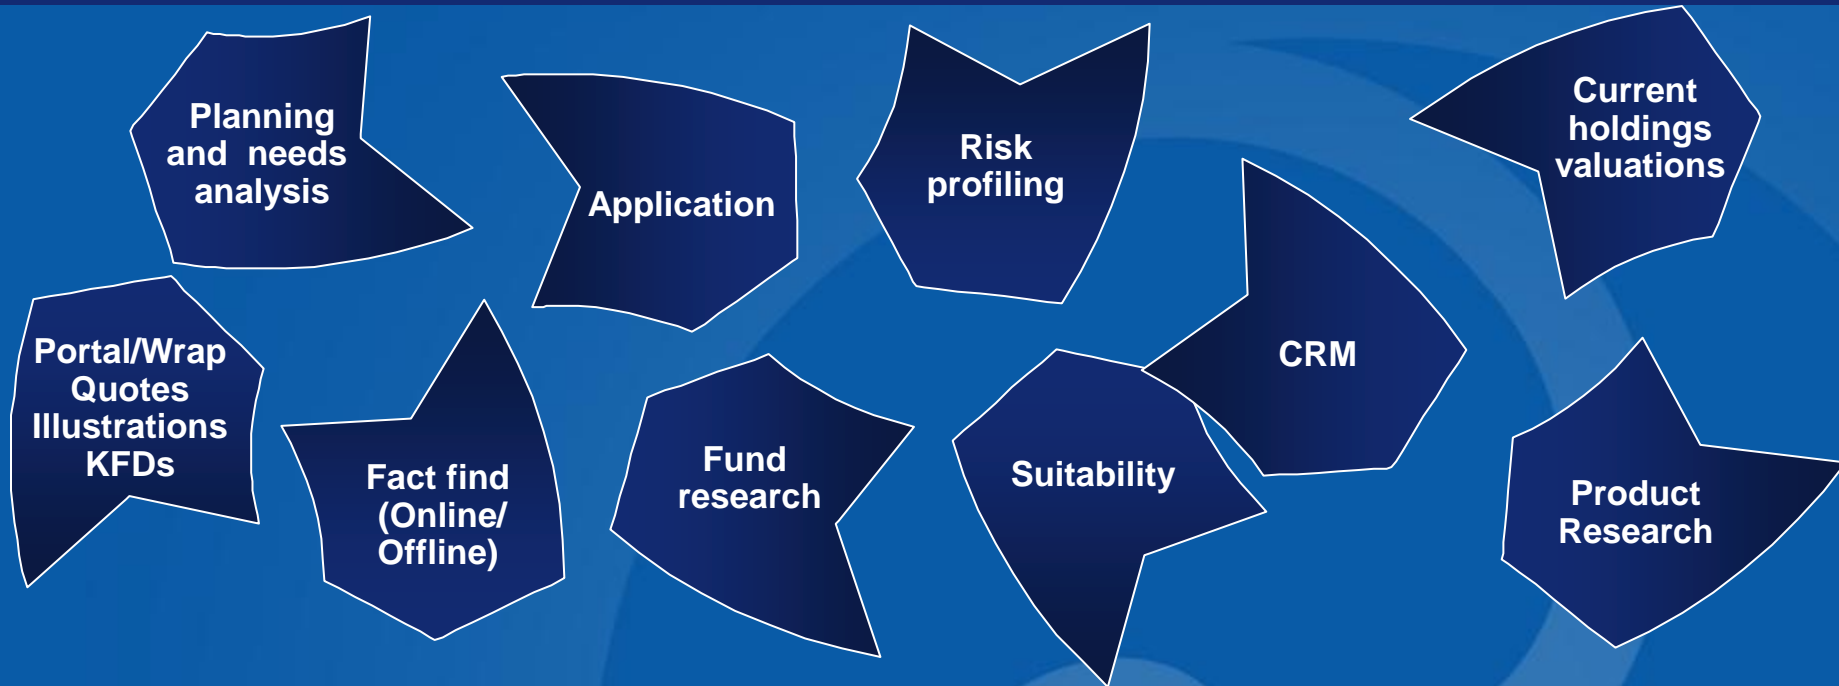 Planning
and needs
analysis
Application
Risk
profiling
Current
holdings
valuations
Portal/Wrap
Quotes
Illustrations
KFDs
Fact find
(Online/
Offline)
Fund
research
Suitability
CRM
Product
Research